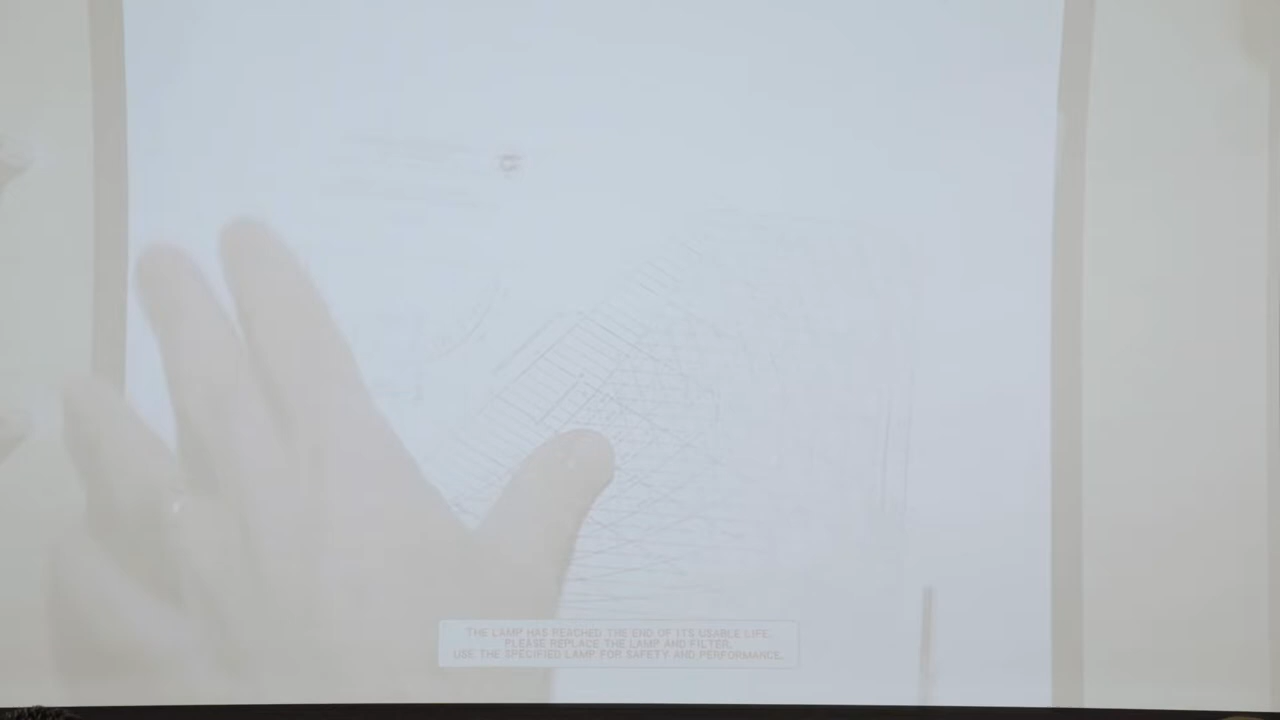 THE LAMP HAS REACHED THE END OF ITS USABLE LIFE.
PLEASE REPLACE THE LAMP AND FILTER.
USE THE SPECIFIED LAMP FOR SAFETY AND PERFORMANCE.